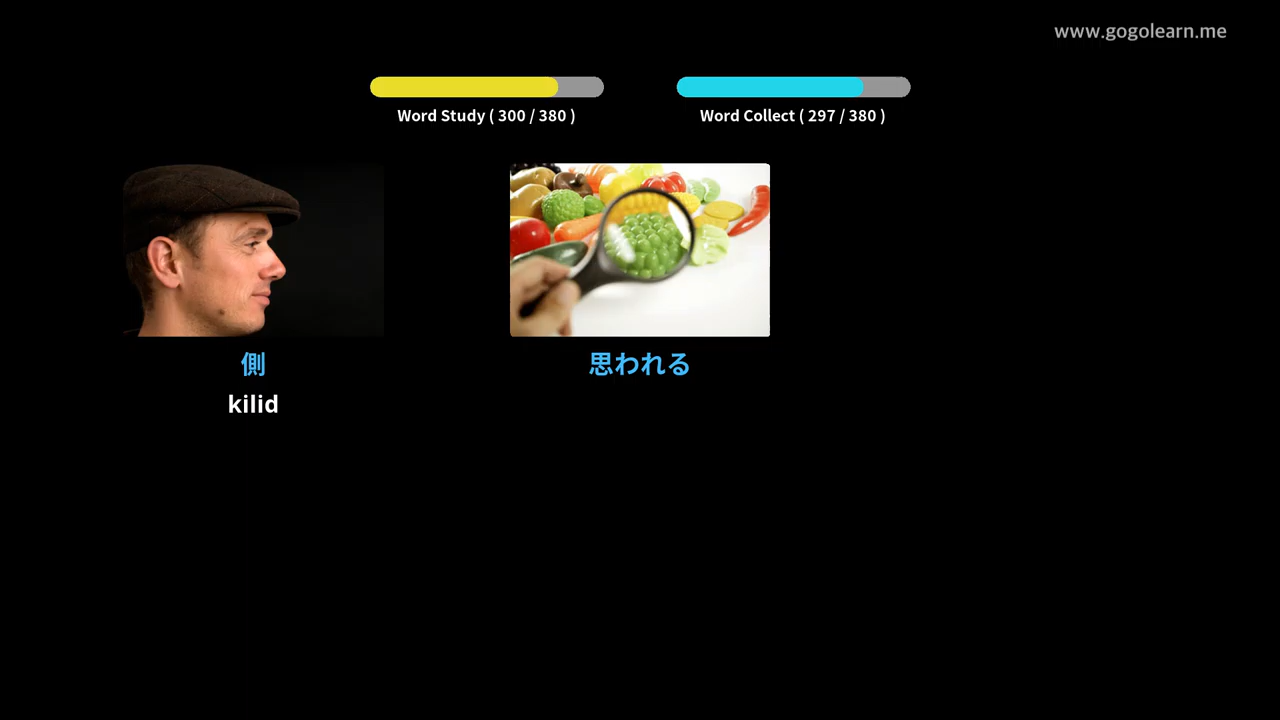 www.gogolearn.me
Word Study ( 300 / 380 )
Word Collect ( 297 / 380 )
側
kilid
思われる